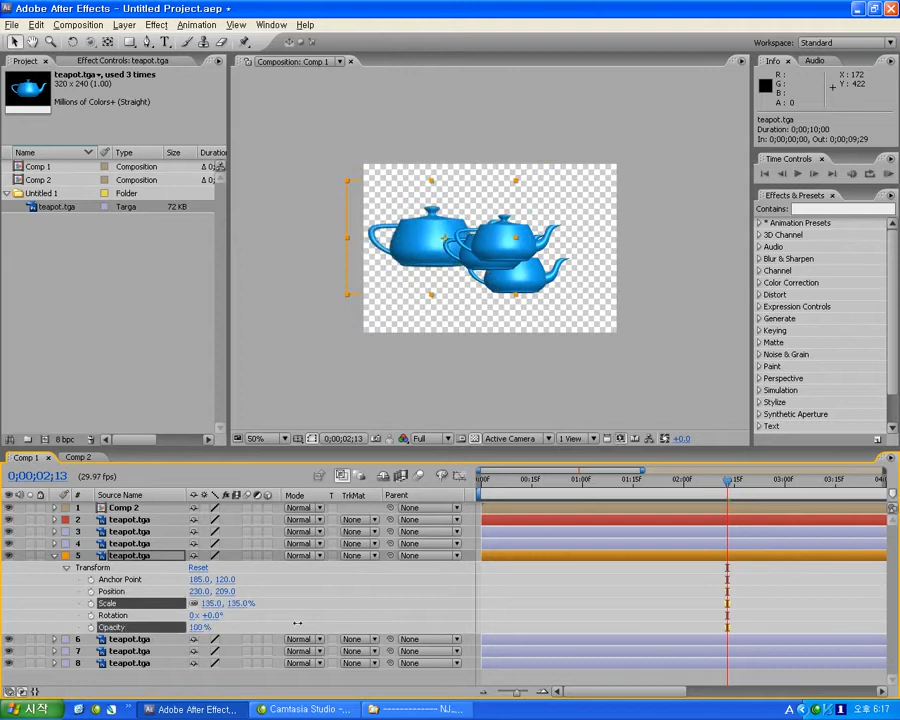 Adobe After Effects - Untitled Project.aep
File Edit Composition Layer Effect Animation View Window Help
Workspace: Standard
Project Effect Controls: teapot.tga
teapot.tga, used 3 times
320 x 240 (1.00)
Millions of Colors+ (Straight)
Name Type Size Duration
Comp 1 Composition Δ 0;
Comp 2 Composition Δ 0;
Untitled 1 Folder
teapot.tga Targa 72 KB
8 bpc
Composition: Comp 1
50% 0;00;02;13 Full Active Camera 1 View +0.0
Info Audio
R : X : 172
G : Y : 422
B :
A : 0
teapot.tga
Duration: 0;00;10;00
In: 0;00;00;00, Out: 0;00;09;29
Time Controls
Effects & Presets
Contains:
* Animation Presets
3D Channel
Audio
Blur & Sharpen
Channel
Color Correction
Distort
Expression Controls
Generate
Keying
Matte
Noise & Grain
Paint
Perspective
Simulation
Stylize
Synthetic Aperture
Text
Comp 1 Comp 2
0;00;02;13 (29.97 fps)
:00F 00:15F 01:00F 01:15F 02:00F 15F 03:00F 03:15F 04:0
# Source Name Mode T TrkMat Parent
1 Comp 2 Normal None
2 teapot.tga Normal None None
3 teapot.tga Normal None None
4 teapot.tga Normal None None
5 teapot.tga Normal None None
Transform Reset
Anchor Point 185.0, 120.0
Position 230.0, 209.0
Scale 135.0, 135.0%
Rotation 0 x +0.0°
Opacity 100 %
6 teapot.tga Normal None None
7 teapot.tga Normal None None
8 teapot.tga Normal None None
시작 Adobe After Effects... Camtasia Studio - ... ------------- NJ_... 오후 6:17